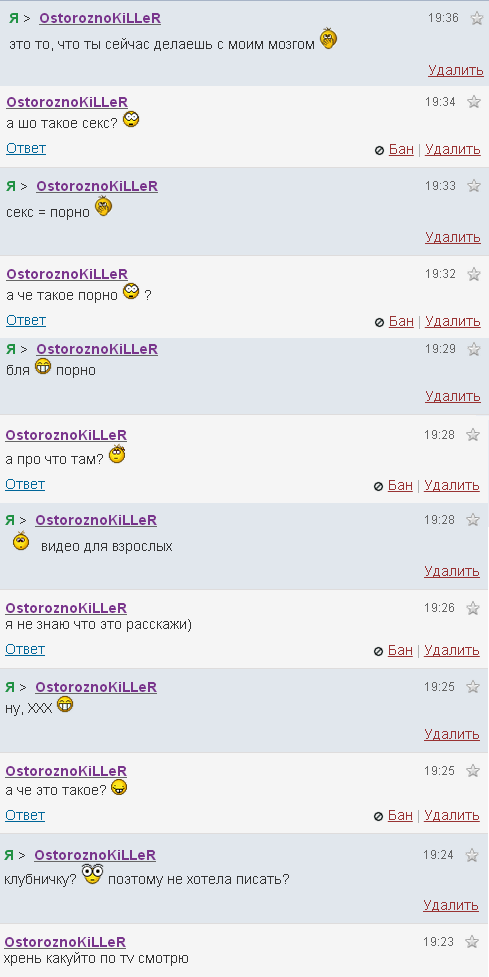 Я > OstoroznoKiLLeR 19:36
это то, что ты сейчас делаешь с моим мозгом
Удалить
OstoroznoKiLLeR 19:34
а шо такое секс?
Ответ Бан | Удалить
Я > OstoroznoKiLLeR 19:33
секс = порно
Удалить
OstoroznoKiLLeR 19:32
а че такое порно ?
Ответ Бан | Удалить
Я > OstoroznoKiLLeR 19:29
бля порно
Удалить
OstoroznoKiLLeR 19:28
а про что там?
Ответ Бан | Удалить
Я > OstoroznoKiLLeR 19:28
видео для взрослых
Удалить
OstoroznoKiLLeR 19:26
я не знаю что это расскажи)
Ответ Бан | Удалить
Я > OstoroznoKiLLeR 19:25
ну, ХХХ
Удалить
OstoroznoKiLLeR 19:25
а че это такое?
Ответ Бан | Удалить
Я > OstoroznoKiLLeR 19:24
клубничку? поэтому не хотела писать?
Удалить
OstoroznoKiLLeR 19:23
хрень какуйто по tv смотрю